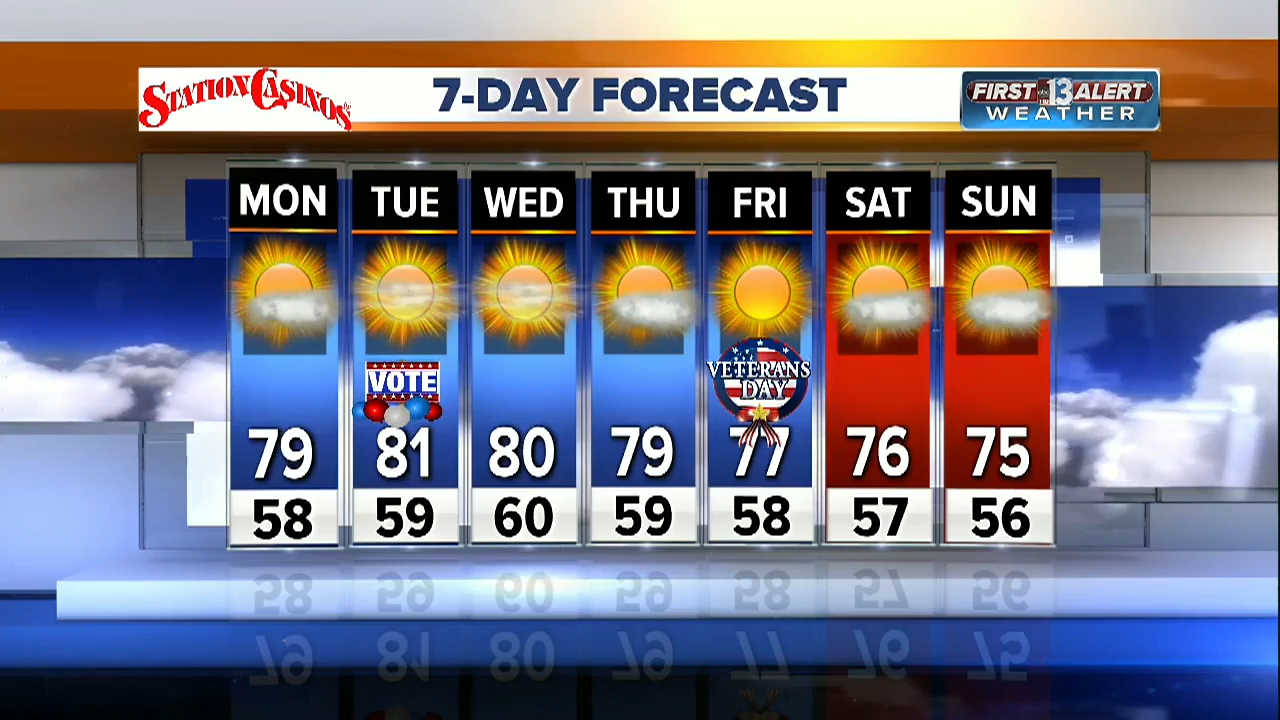 STATION CASINOS
7-DAY FORECAST
FIRST abc 13 ALERT
WEATHER
MON TUE WED THU FRI SAT SUN
VOTE
VETERANS
DAY
79 81 80 79 77 76 75
58 59 60 59 58 57 56